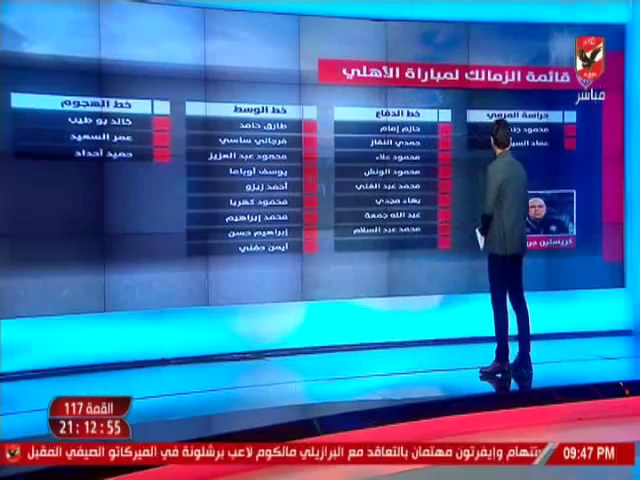 مباشر
قائمة الزمالك لمباراة الأهلي
حراسة المرمى
محمود
عماد
خط الدفاع
حازم إمام
حمدي النقاز
محمود علاء
محمود الونش
محمد عبد الغني
بهاء مجدي
عبد الله جمعة
محمد عبد السلام
خط الوسط
طارق حامد
فرجاني ساسي
محمود عبد العزيز
يوسف أوباما
أحمد زيزو
محمود كهربا
محمد إبراهيم
إبراهيم حسن
أيمن حفني
خط الهجوم
خالد بو طيب
عمر السعيد
حميد أحداد
كريستين جر
القمة 117
21:12:55
09:47 PM
وإيفرتون مهتمان بالتعاقد مع البرازيلي مالكوم لاعب برشلونة في الميركاتو الصيفي المقبل